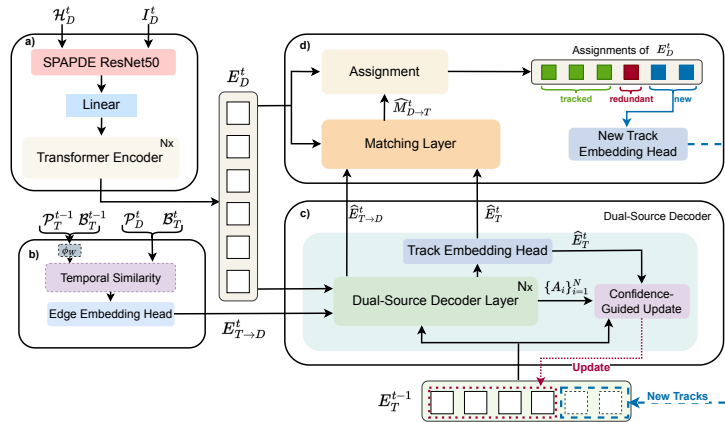 $\mathcal{H}_D^t$ $I_D^t$
a)
SPAPDE ResNet50
Linear
Nx
Transformer Encoder
$\mathcal{P}_T^{t-1}$ $\mathcal{B}_T^{t-1}$ $\mathcal{P}_D^t$ $\mathcal{B}_T^t$
b)
$\phi_W$
Temporal Similarity
Edge Embedding Head
$E_D^t$
$E_{T \to D}^t$
d)
Assignment
$\widehat{M}_{D \to T}^t$
Matching Layer
Assignments of $E_D^t$
tracked
redundant
new
New Track
Embedding Head
$\widehat{E}_{T \to D}^t$
$\widehat{E}_T^t$
c)
Dual-Source Decoder
Track Embedding Head
$\widehat{E}_T^t$
Nx
Dual-Source Decoder Layer
$\{A_i\}_{i=1}^N$
Confidence-
Guided Update
Update
$E_T^{t-1}$
New Tracks